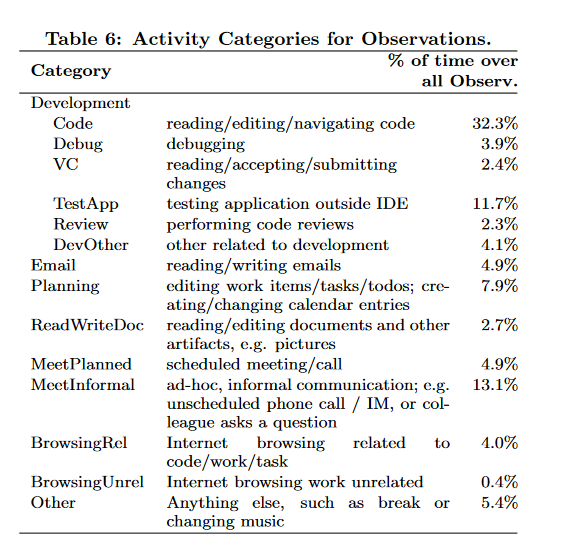 Table 6: Activity Categories for Observations.
Category % of time over all Observ.
Development
Code reading/editing/navigating code 32.3%
Debug debugging 3.9%
VC reading/accepting/submitting 2.4%
changes
TestApp testing application outside IDE 11.7%
Review performing code reviews 2.3%
DevOther other related to development 4.1%
Email reading/writing emails 4.9%
Planning editing work items/tasks/todos; cre- 7.9%
ating/changing calendar entries
ReadWriteDoc reading/editing documents and other 2.7%
artifacts, e.g. pictures
MeetPlanned scheduled meeting/call 4.9%
MeetInformal ad-hoc, informal communication; e.g. 13.1%
unscheduled phone call / IM, or col-
league asks a question
BrowsingRel Internet browsing related to 4.0%
code/work/task
BrowsingUnrel Internet browsing work unrelated 0.4%
Other Anything else, such as break or 5.4%
changing music